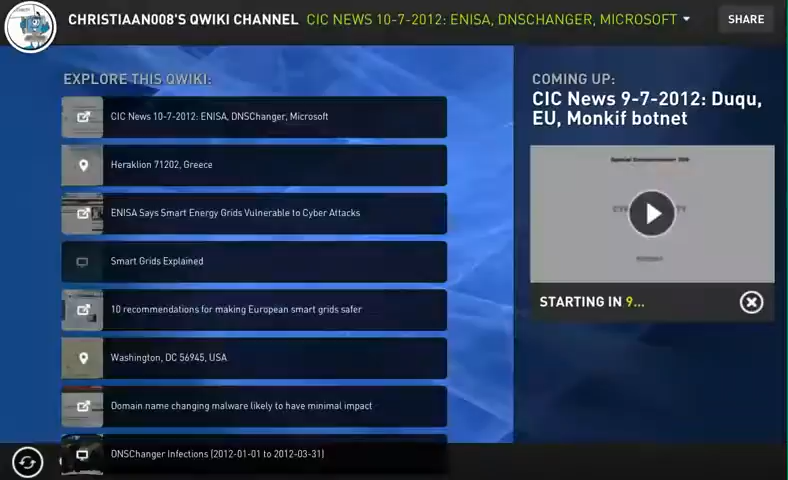 CHRISTIAAN008'S QWIKI CHANNEL CIC NEWS 10-7-2012: ENISA, DNSCHANGER, MICROSOFT
SHARE
EXPLORE THIS QWIKI:
CIC News 10-7-2012: ENISA, DNSChanger, Microsoft
Heraklion 71202, Greece
ENISA Says Smart Energy Grids Vulnerable to Cyber Attacks
Smart Grids Explained
10 recommendations for making European smart grids safer
Washington, DC 56945, USA
Domain name changing malware likely to have minimal impact
DNSChanger Infections (2012-01-01 to 2012-03-31)
COMING UP:
CIC News 9-7-2012: Duqu,
EU, Monkif botnet
STARTING IN 9...